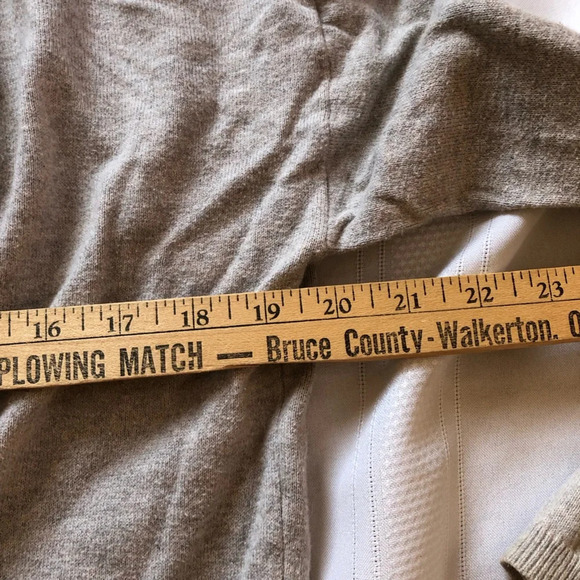 16 17 18 19 20 21 22 23
PLOWING MATCH — Bruce County - Walkerton, O